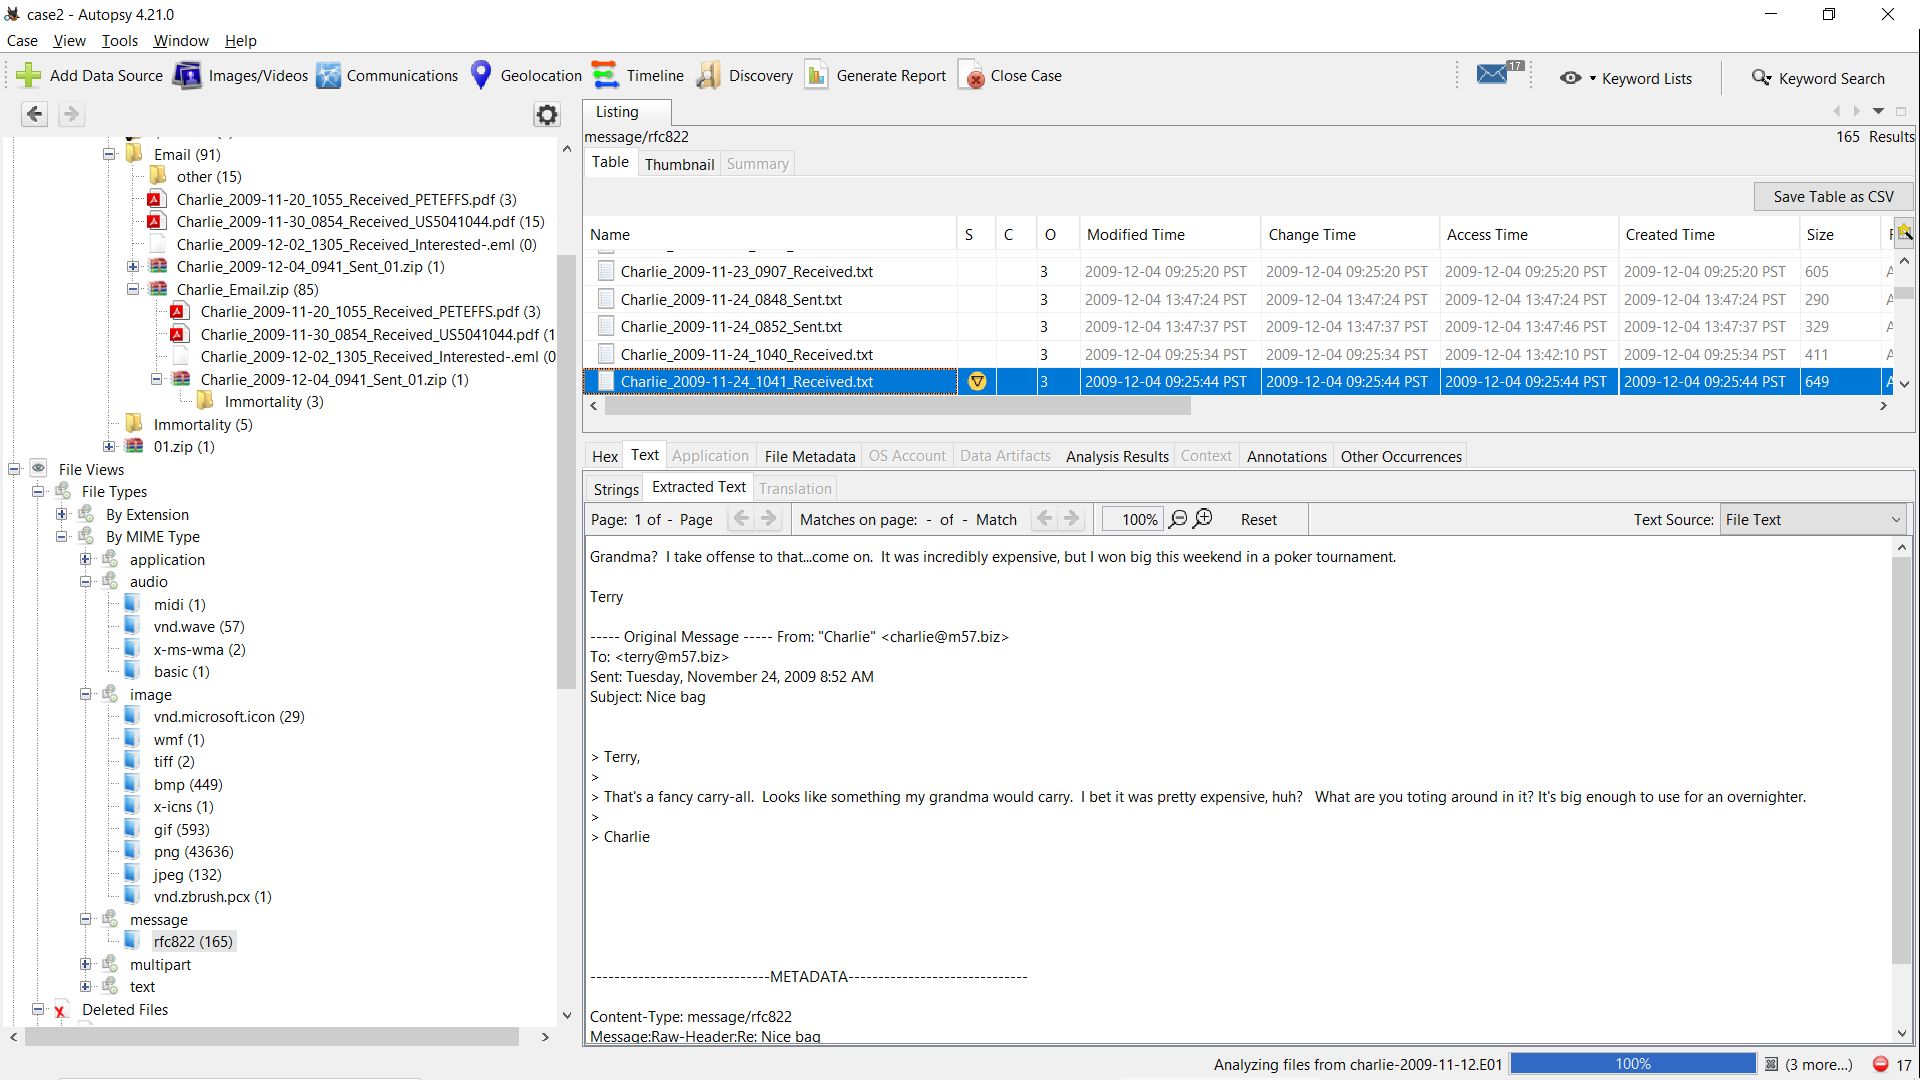 case2 - Autopsy 4.21.0
Case View Tools Window Help
Add Data Source Images/Videos Communications Geolocation Timeline Discovery Generate Report Close Case 17 Keyword Lists Keyword Search
Email (91)
other (15)
Charlie_2009-11-20_1055_Received_PETEFFS.pdf (3)
Charlie_2009-11-30_0854_Received_US5041044.pdf (15)
Charlie_2009-12-02_1305_Received_Interested-.eml (0)
Charlie_2009-12-04_0941_Sent_01.zip (1)
Charlie_Email.zip (85)
Charlie_2009-11-20_1055_Received_PETEFFS.pdf (3)
Charlie_2009-11-30_0854_Received_US5041044.pdf (1
Charlie_2009-12-02_1305_Received_Interested-.eml (0
Charlie_2009-12-04_0941_Sent_01.zip (1)
Immortality (3)
Immortality (5)
01.zip (1)
File Views
File Types
By Extension
By MIME Type
application
audio
midi (1)
vnd.wave (57)
x-ms-wma (2)
basic (1)
image
vnd.microsoft.icon (29)
wmf (1)
tiff (2)
bmp (449)
x-icns (1)
gif (593)
png (43636)
jpeg (132)
vnd.zbrush.pcx (1)
message
rfc822 (165)
multipart
text
Deleted Files
Listing
message/rfc822 165 Results
Table Thumbnail Summary
Save Table as CSV
Name S C O Modified Time Change Time Access Time Created Time Size F
Charlie_2009-11-23_0907_Received.txt 3 2009-12-04 09:25:20 PST 2009-12-04 09:25:20 PST 2009-12-04 09:25:20 PST 2009-12-04 09:25:20 PST 605 A
Charlie_2009-11-24_0848_Sent.txt 3 2009-12-04 13:47:24 PST 2009-12-04 13:47:24 PST 2009-12-04 13:47:24 PST 2009-12-04 13:47:24 PST 290 A
Charlie_2009-11-24_0852_Sent.txt 3 2009-12-04 13:47:37 PST 2009-12-04 13:47:37 PST 2009-12-04 13:47:46 PST 2009-12-04 13:47:37 PST 329 A
Charlie_2009-11-24_1040_Received.txt 3 2009-12-04 09:25:34 PST 2009-12-04 09:25:34 PST 2009-12-04 13:42:10 PST 2009-12-04 09:25:34 PST 411 A
Charlie_2009-11-24_1041_Received.txt 3 2009-12-04 09:25:44 PST 2009-12-04 09:25:44 PST 2009-12-04 09:25:44 PST 2009-12-04 09:25:44 PST 649 A
Hex Text Application File Metadata OS Account Data Artifacts Analysis Results Context Annotations Other Occurrences
Strings Extracted Text Translation
Page: 1 of - Page Matches on page: - of - Match 100% Reset Text Source: File Text
Grandma? I take offense to that...come on. It was incredibly expensive, but I won big this weekend in a poker tournament.
Terry
----- Original Message ----- From: "Charlie" <charlie@m57.biz>
To: <terry@m57.biz>
Sent: Tuesday, November 24, 2009 8:52 AM
Subject: Nice bag
> Terry,
>
> That's a fancy carry-all. Looks like something my grandma would carry. I bet it was pretty expensive, huh? What are you toting around in it? It's big enough to use for an overnighter.
>
> Charlie
------------------------------METADATA------------------------------
Content-Type: message/rfc822
Message:Raw-Header:Re: Nice bag
Analyzing files from charlie-2009-11-12.E01 100% (3 more...) 17